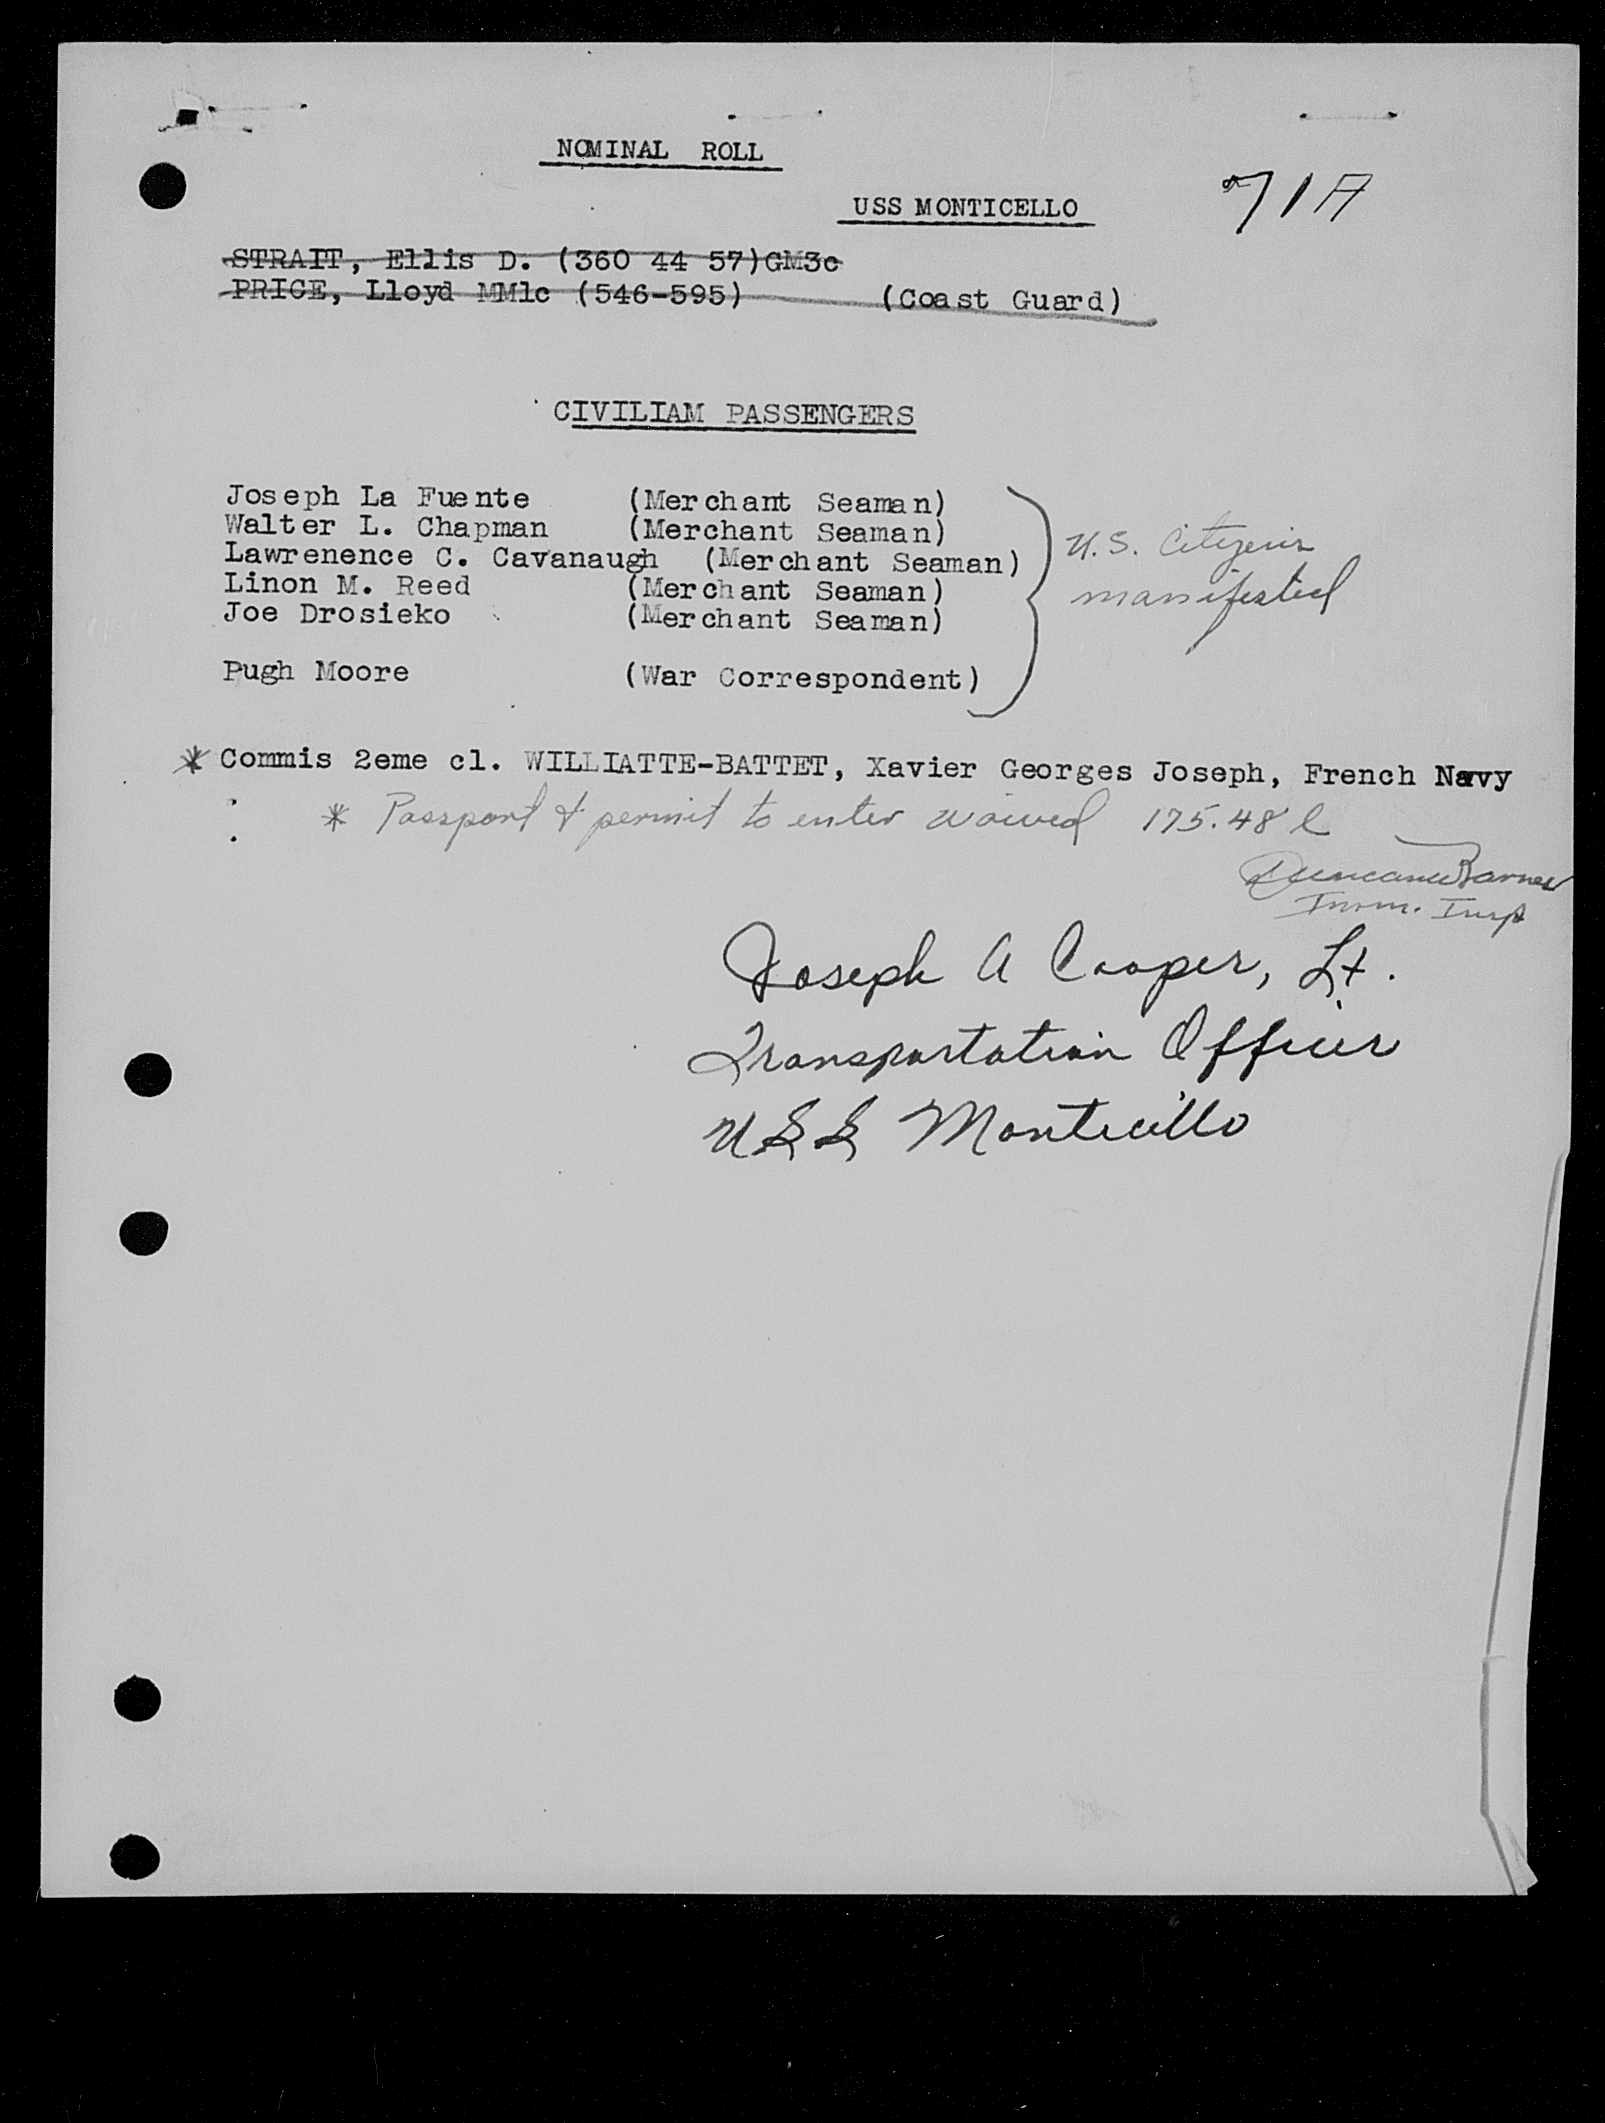 NOMINAL ROLL
USS MONTICELLO
71A
STRAIT, Ellis D. (360 44 57)GM3c
PRICE, Lloyd MM1c (546-595) (Coast Guard)
CIVILIAM PASSENGERS
Joseph La Fuente (Merchant Seaman)
Walter L. Chapman (Merchant Seaman)
Lawrenence C. Cavanaugh (Merchant Seaman)
Linon M. Reed (Merchant Seaman)
Joe Drosieko (Merchant Seaman)
Pugh Moore (War Correspondent)
U.S. Citizens
manifested
* Commis 2eme cl. WILLIATTE-BATTET, Xavier Georges Joseph, French Navy
* Passport & permit to enter waived 175.48 l
Barnes
Imm. Insp
Joseph A Cooper, Lt.
Transportation Officer
USS Monticello